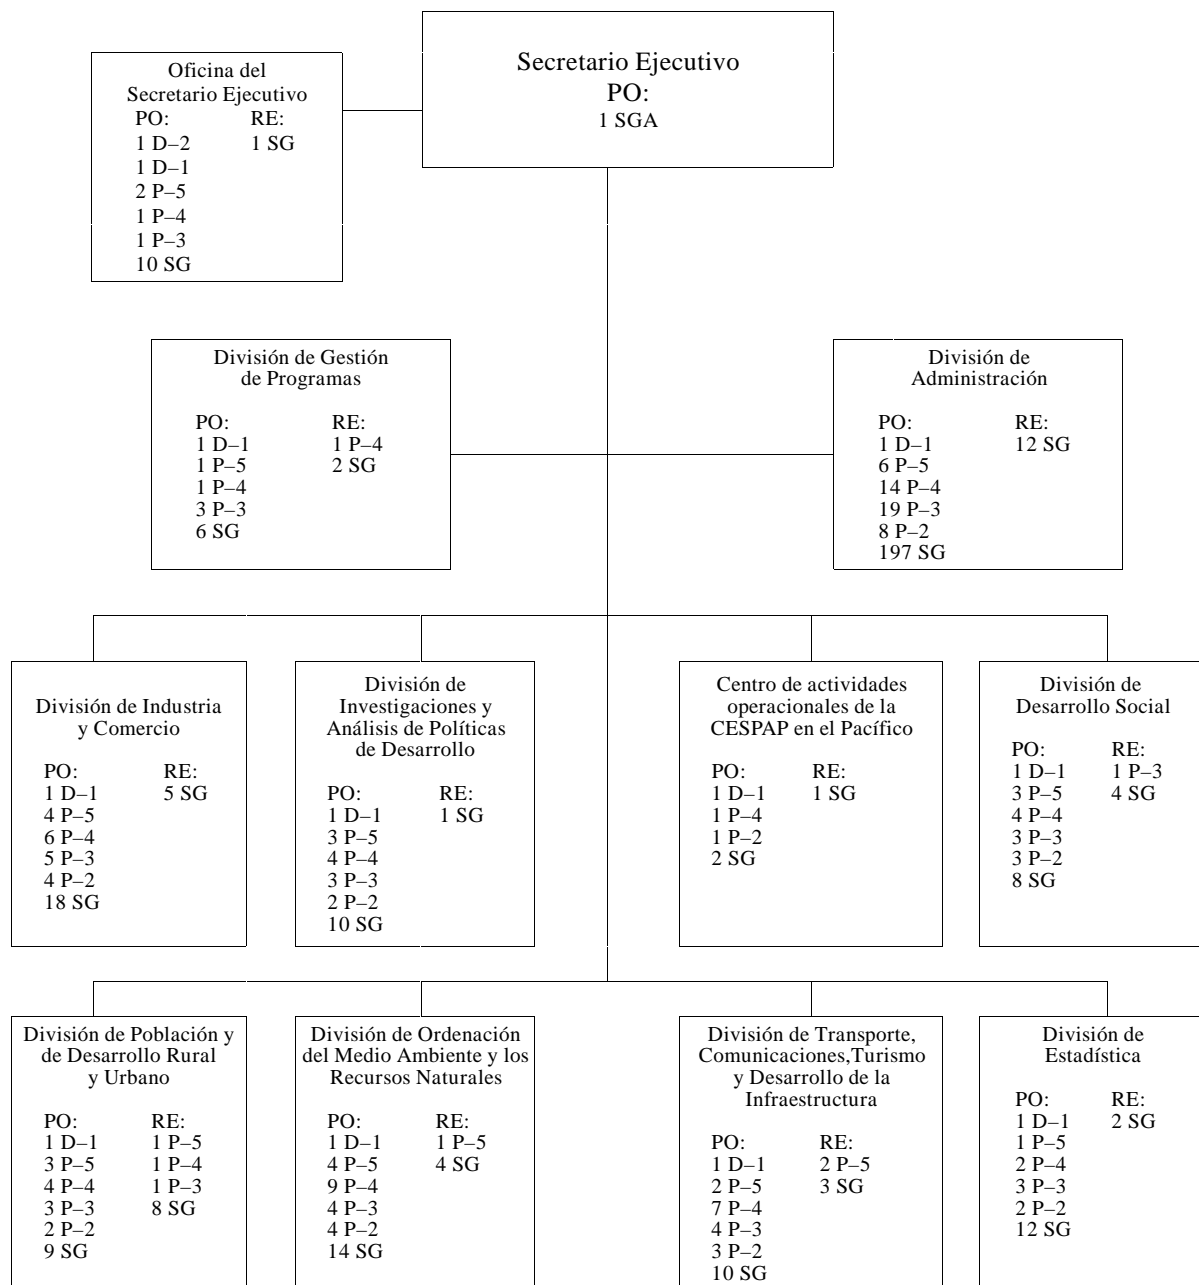 Secretario Ejecutivo
PO:
1 SGA
Oficina del
Secretario Ejecutivo
PO: RE:
1 D–2 1 SG
1 D–1
2 P–5
1 P–4
1 P–3
10 SG
División de Gestión
de Programas
PO: RE:
1 D–1 1 P–4
1 P–5 2 SG
1 P–4
3 P–3
6 SG
División de
Administración
PO: RE:
1 D–1 12 SG
6 P–5
14 P–4
19 P–3
8 P–2
197 SG
División de Industria
y Comercio
PO: RE:
1 D–1 5 SG
4 P–5
6 P–4
5 P–3
4 P–2
18 SG
División de
Investigaciones y
Análisis de Políticas
de Desarrollo
PO: RE:
1 D–1 1 SG
3 P–5
4 P–4
3 P–3
2 P–2
10 SG
Centro de actividades
operacionales de la
CESPAP en el Pacífico
PO: RE:
1 D–1 1 SG
1 P–4
1 P–2
2 SG
División de
Desarrollo Social
PO: RE:
1 D–1 1 P–3
3 P–5 4 SG
4 P–4
3 P–3
3 P–2
8 SG
División de Población y
de Desarrollo Rural
y Urbano
PO: RE:
1 D–1 1 P–5
3 P–5 1 P–4
4 P–4 1 P–3
3 P–3 8 SG
2 P–2
9 SG
División de Ordenación
del Medio Ambiente y los
Recursos Naturales
PO: RE:
1 D–1 1 P–5
4 P–5 4 SG
9 P–4
4 P–3
4 P–2
14 SG
División de Transporte,
Comunicaciones,Turismo
y Desarrollo de la
Infraestructura
PO: RE:
1 D–1 2 P–5
2 P–5 3 SG
7 P–4
4 P–3
3 P–2
10 SG
División de
Estadística
PO: RE:
1 D–1 2 SG
1 P–5
2 P–4
3 P–3
2 P–2
12 SG